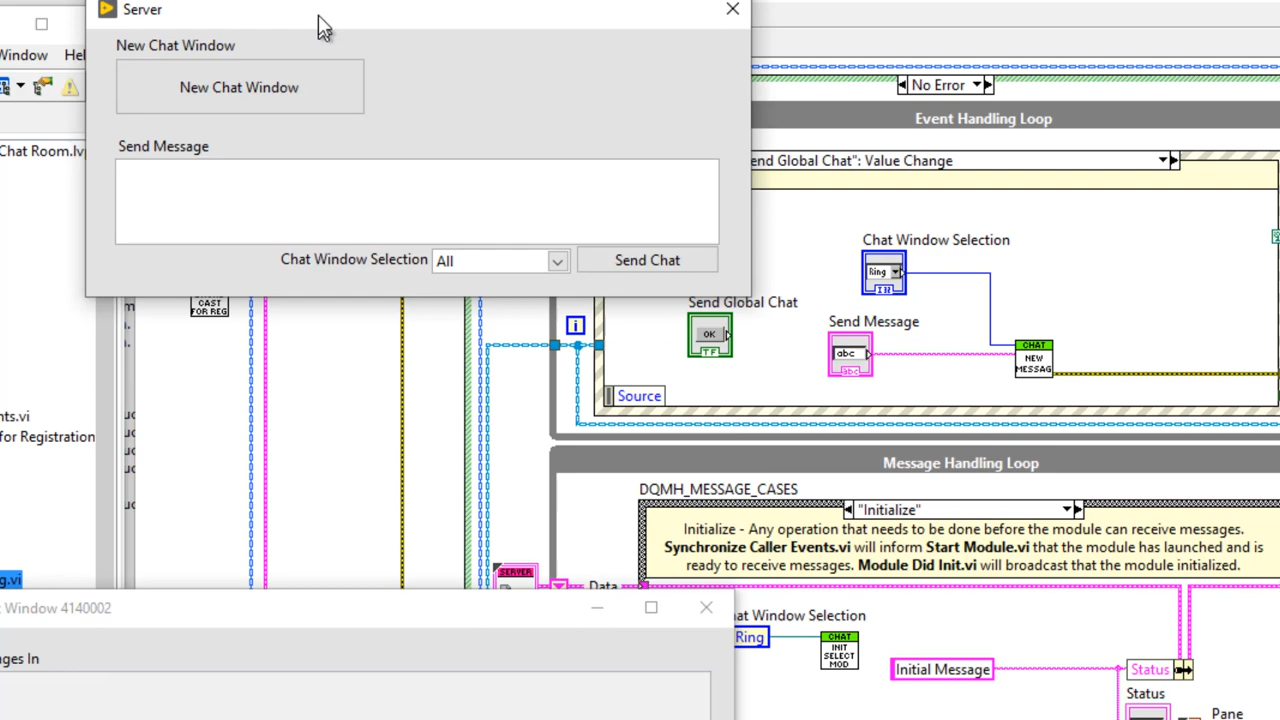 Server
New Chat Window
New Chat Window
Send Message
Chat Window Selection
All
Send Chat
Window
Hel
Chat Room.lvp
CAST
FOR REG
nts.vi
for Registration
g.vi
No Error
Event Handling Loop
end Global Chat": Value Change
Chat Window Selection
Ring
Send Global Chat
OK
TF
Send Message
abc
abc
CHAT
NEW
MESSAG
i
Source
Message Handling Loop
DQMH_MESSAGE_CASES
"Initialize"
Initialize - Any operation that needs to be done before the module can receive messages.
Synchronize Caller Events.vi will inform Start Module.vi that the module has launched and is
ready to receive messages. Module Did Init.vi will broadcast that the module initialized.
SERVER
Data
hat Window Selection
Ring
CHAT
INIT
SELECT
MOD
Initial Message
Status
Status
Pane
Window 4140002
ges In